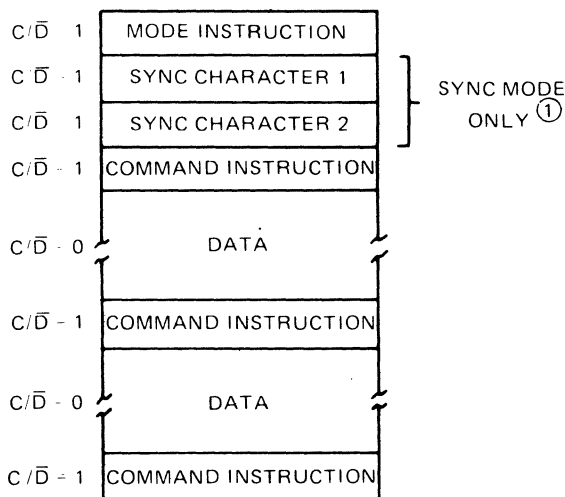 C/D̅ 1 MODE INSTRUCTION
C D̅ - 1 SYNC CHARACTER 1
C/D̅ 1 SYNC CHARACTER 2
SYNC MODE
ONLY ①
C/D̅ - 1 COMMAND INSTRUCTION
C/D̅ - 0 DATA
C/D̅ - 1 COMMAND INSTRUCTION
C/D̅ - 0 DATA
C/D̅ - 1 COMMAND INSTRUCTION